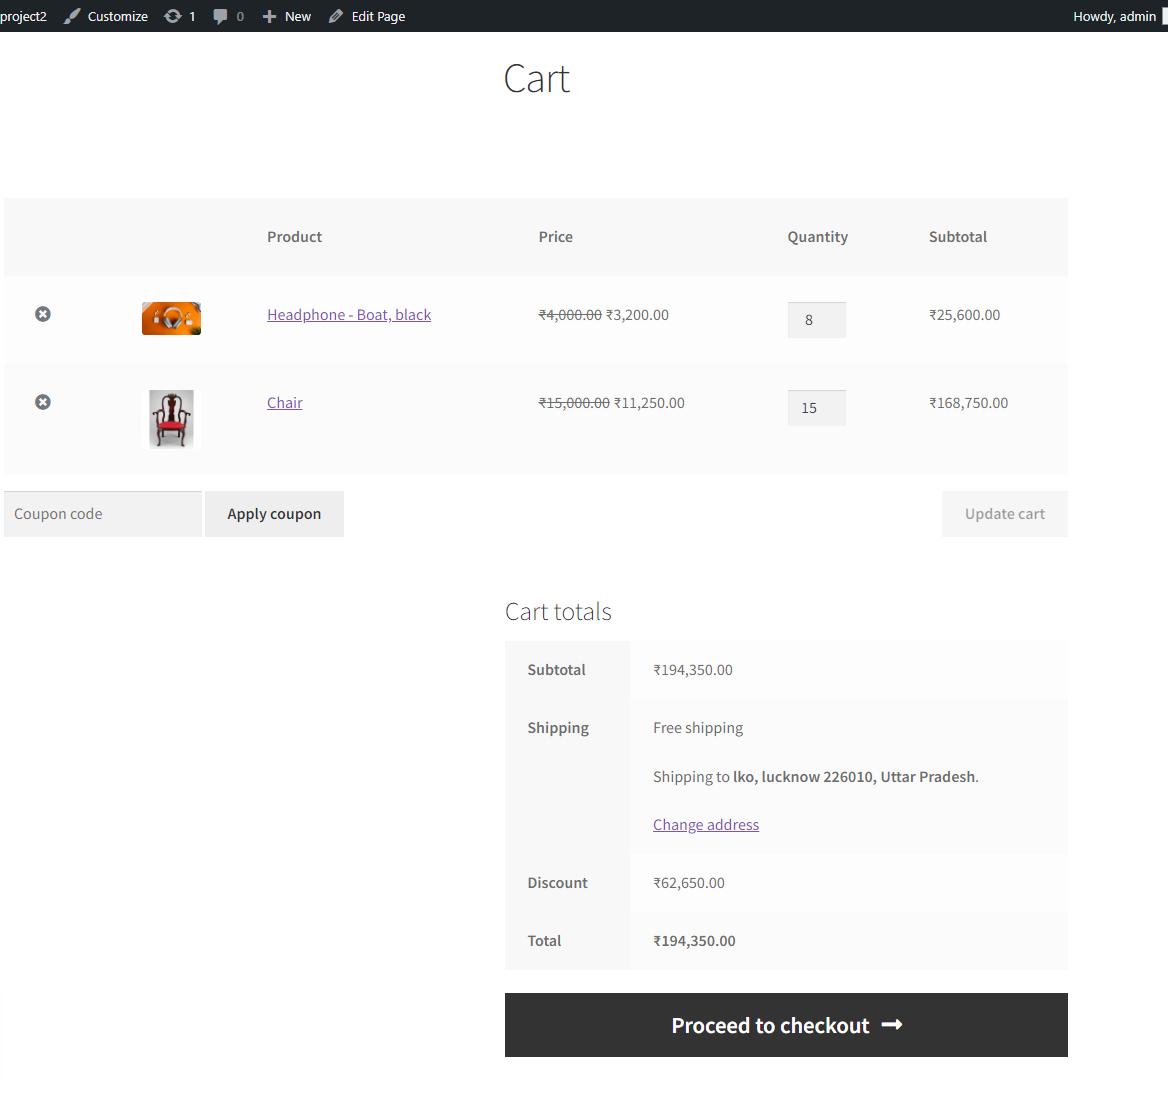 project2 Customize 1 0 New Edit Page Howdy, admin
Cart
Product Price Quantity Subtotal
Headphone - Boat, black ₹4,000.00 ₹3,200.00 8 ₹25,600.00
Chair ₹15,000.00 ₹11,250.00 15 ₹168,750.00
Coupon code Apply coupon Update cart
Cart totals
Subtotal ₹194,350.00
Shipping Free shipping
Shipping to lko, lucknow 226010, Uttar Pradesh.
Change address
Discount ₹62,650.00
Total ₹194,350.00
Proceed to checkout